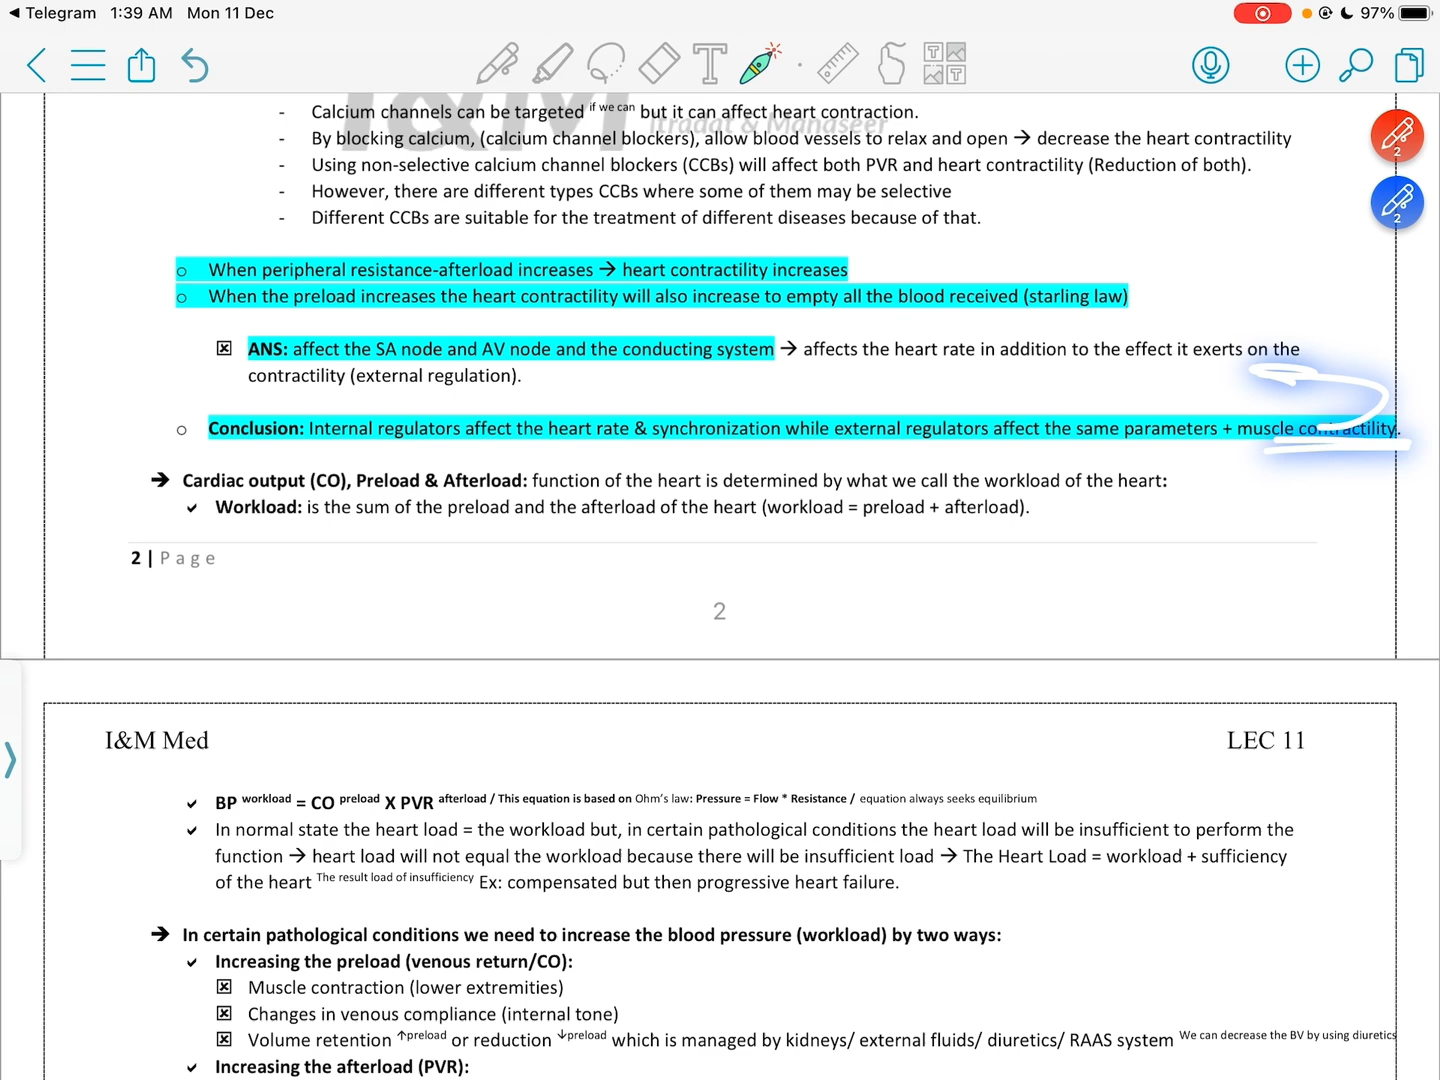 Telegram 1:39 AM Mon 11 Dec 97%
2
2
I&M
Itradat & Manaseer
- Calcium channels can be targeted if we can but it can affect heart contraction.
- By blocking calcium, (calcium channel blockers), allow blood vessels to relax and open → decrease the heart contractility
- Using non-selective calcium channel blockers (CCBs) will affect both PVR and heart contractility (Reduction of both).
- However, there are different types CCBs where some of them may be selective
- Different CCBs are suitable for the treatment of different diseases because of that.
o When peripheral resistance-afterload increases → heart contractility increases
o When the preload increases the heart contractility will also increase to empty all the blood received (starling law)
☒ ANS: affect the SA node and AV node and the conducting system → affects the heart rate in addition to the effect it exerts on the
contractility (external regulation).
o Conclusion: Internal regulators affect the heart rate & synchronization while external regulators affect the same parameters + muscle contractility.
➔ Cardiac output (CO), Preload & Afterload: function of the heart is determined by what we call the workload of the heart:
✓ Workload: is the sum of the preload and the afterload of the heart (workload = preload + afterload).
2 | Page
2
I&M Med LEC 11
✓ BP workload = CO preload X PVR afterload / This equation is based on Ohm's law: Pressure = Flow * Resistance / equation always seeks equilibrium
✓ In normal state the heart load = the workload but, in certain pathological conditions the heart load will be insufficient to perform the
function → heart load will not equal the workload because there will be insufficient load → The Heart Load = workload + sufficiency
of the heart The result load of insufficiency Ex: compensated but then progressive heart failure.
➔ In certain pathological conditions we need to increase the blood pressure (workload) by two ways:
✓ Increasing the preload (venous return/CO):
☒ Muscle contraction (lower extremities)
☒ Changes in venous compliance (internal tone)
☒ Volume retention ↑preload or reduction ↓preload which is managed by kidneys/ external fluids/ diuretics/ RAAS system We can decrease the BV by using diuretics
✓ Increasing the afterload (PVR):